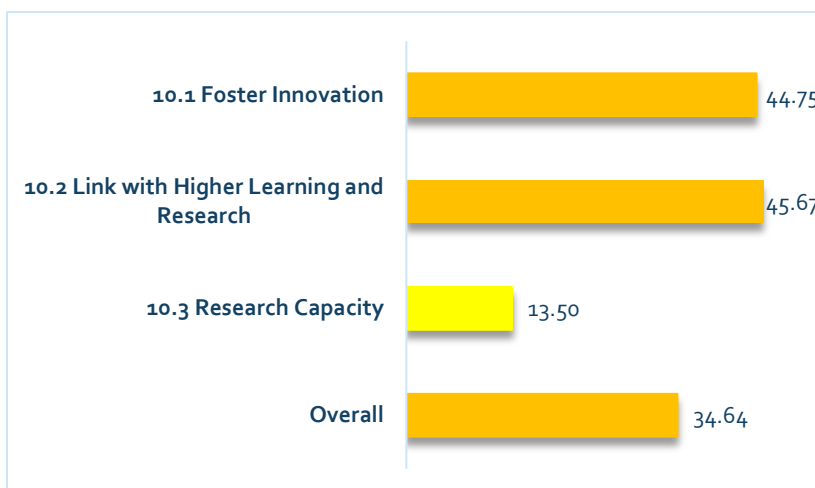 10.1 Foster Innovation
44.75
10.2 Link with Higher Learning and
Research
45.67
10.3 Research Capacity
13.50
Overall
34.64